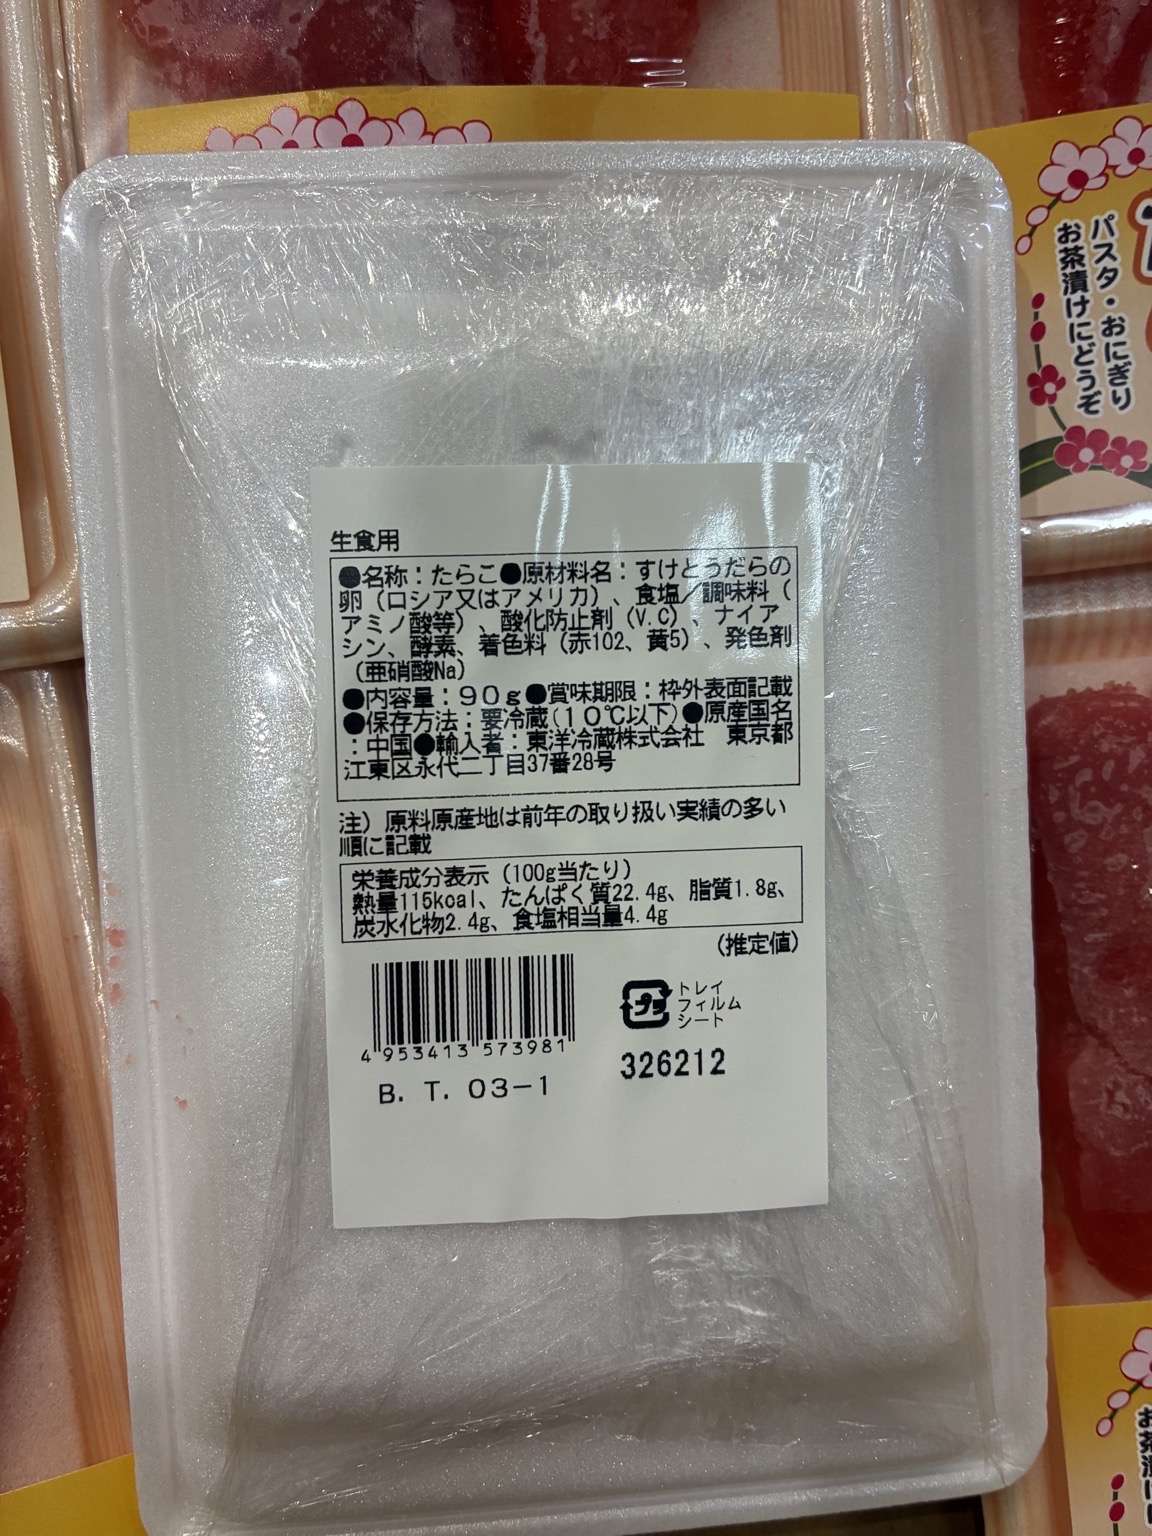 パスタ・おにぎり
お茶漬けにどうぞ
生食用
●名称：たらこ●原材料名：すけとうだらの
卵（ロシア又はアメリカ）、食塩／調味料（
アミノ酸等）、酸化防止剤（V.C）、ナイア
シン、酵素、着色料（赤102、黄5）、発色剤
（亜硝酸Na）
●内容量：９０ｇ●賞味期限：枠外表面記載
●保存方法：要冷蔵（１０℃以下）●原産国名
：中国●輸入者：東洋冷蔵株式会社　東京都
江東区永代二丁目37番28号
注）原料原産地は前年の取り扱い実績の多い
順に記載
栄養成分表示（100g当たり）
熱量115kcal、たんぱく質22.4g、脂質1.8g、
炭水化物2.4g、食塩相当量4.4g
（推定値）
4 953413 573981
プラ
トレイ
フィルム
シート
B. T. 03-1
326212